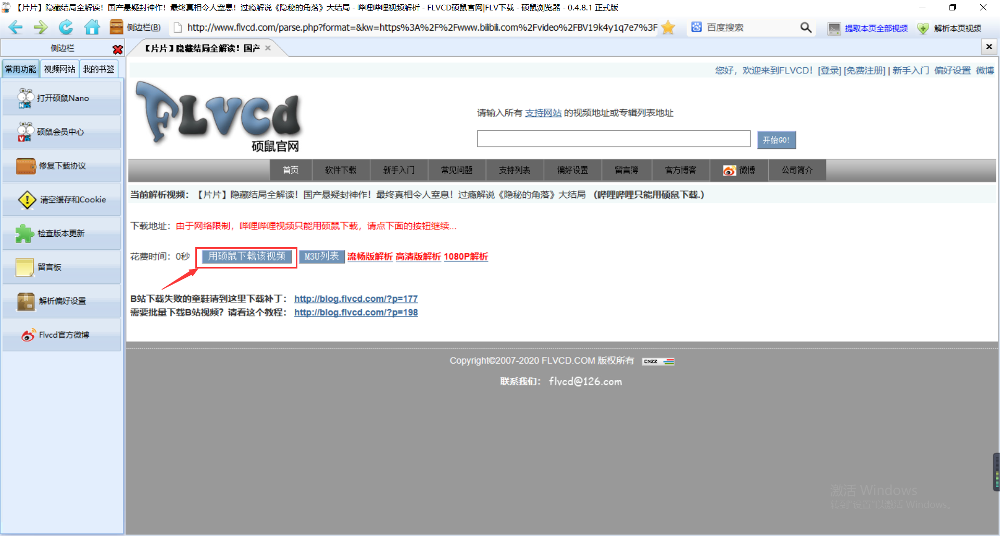 【片片】隐藏结局全解读！国产悬疑封神作！最终真相令人窒息！过瘾解说《隐秘的角落》大结局 - 哔哩哔哩视频解析 - FLVCD硕鼠官网|FLV下载 - 硕鼠浏览器 - 0.4.8.1 正式版
侧边栏(B)
http://www.flvcd.com/parse.php?format=&kw=https%3A%2F%2Fwww.bilibili.com%2Fvideo%2FBV19k4y1q7e7%3F
百度搜索
提取本页全部视频
解析本页视频
侧边栏
【片片】隐藏结局全解读！国产
常用功能 视频网站 我的书签
打开硕鼠Nano
硕鼠会员中心
修复下载协议
清空缓存和Cookie
检查版本更新
留言板
解析偏好设置
Flvcd官方微博
您好，欢迎来到FLVCD！[登录] [免费注册] | 新手入门 偏好设置 微博
FLVCD
硕鼠官网
请输入所有 支持网站 的视频地址或专辑列表地址
开始GO!
首页 软件下载 新手入门 常见问题 支持列表 偏好设置 留言簿 官方博客 微博 公司简介
当前解析视频：【片片】隐藏结局全解读！国产悬疑封神作！最终真相令人窒息！过瘾解说《隐秘的角落》大结局 (哔哩哔哩只能用硕鼠下载.)
下载地址：由于网络限制，哔哩哔哩视频只能用硕鼠下载，请点下面的按钮继续...
花费时间：0秒 用硕鼠下载该视频 M3U列表 流畅版解析 高清版解析 1080P解析
B站下载失败的童鞋请到这里下载补丁： http://blog.flvcd.com/?p=177
需要批量下载B站视频？请看这个教程： http://blog.flvcd.com/?p=198
Copyright©2007-2020 FLVCD.COM 版权所有 CNZZ
联系我们： flvcd@126.com
激活 Windows
转到"设置"以激活 Windows。